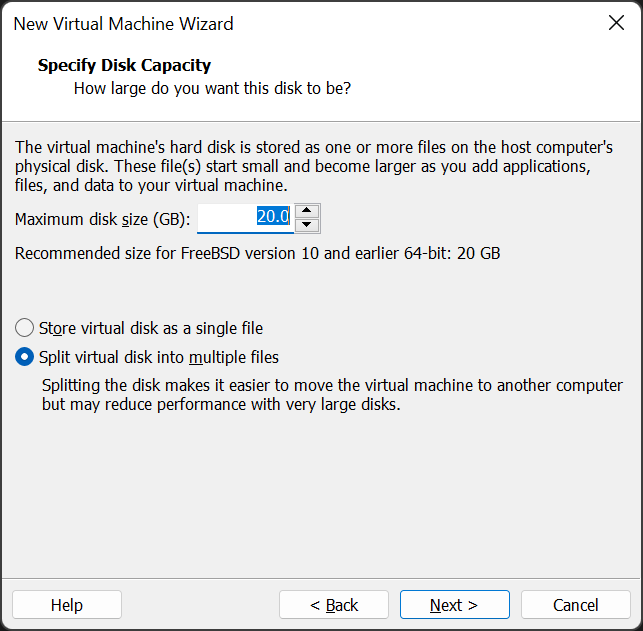 New Virtual Machine Wizard
Specify Disk Capacity
How large do you want this disk to be?
The virtual machine's hard disk is stored as one or more files on the host computer's
physical disk. These file(s) start small and become larger as you add applications,
files, and data to your virtual machine.
Maximum disk size (GB): 20.0
Recommended size for FreeBSD version 10 and earlier 64-bit: 20 GB
Store virtual disk as a single file
Split virtual disk into multiple files
Splitting the disk makes it easier to move the virtual machine to another computer
but may reduce performance with very large disks.
Help < Back Next > Cancel